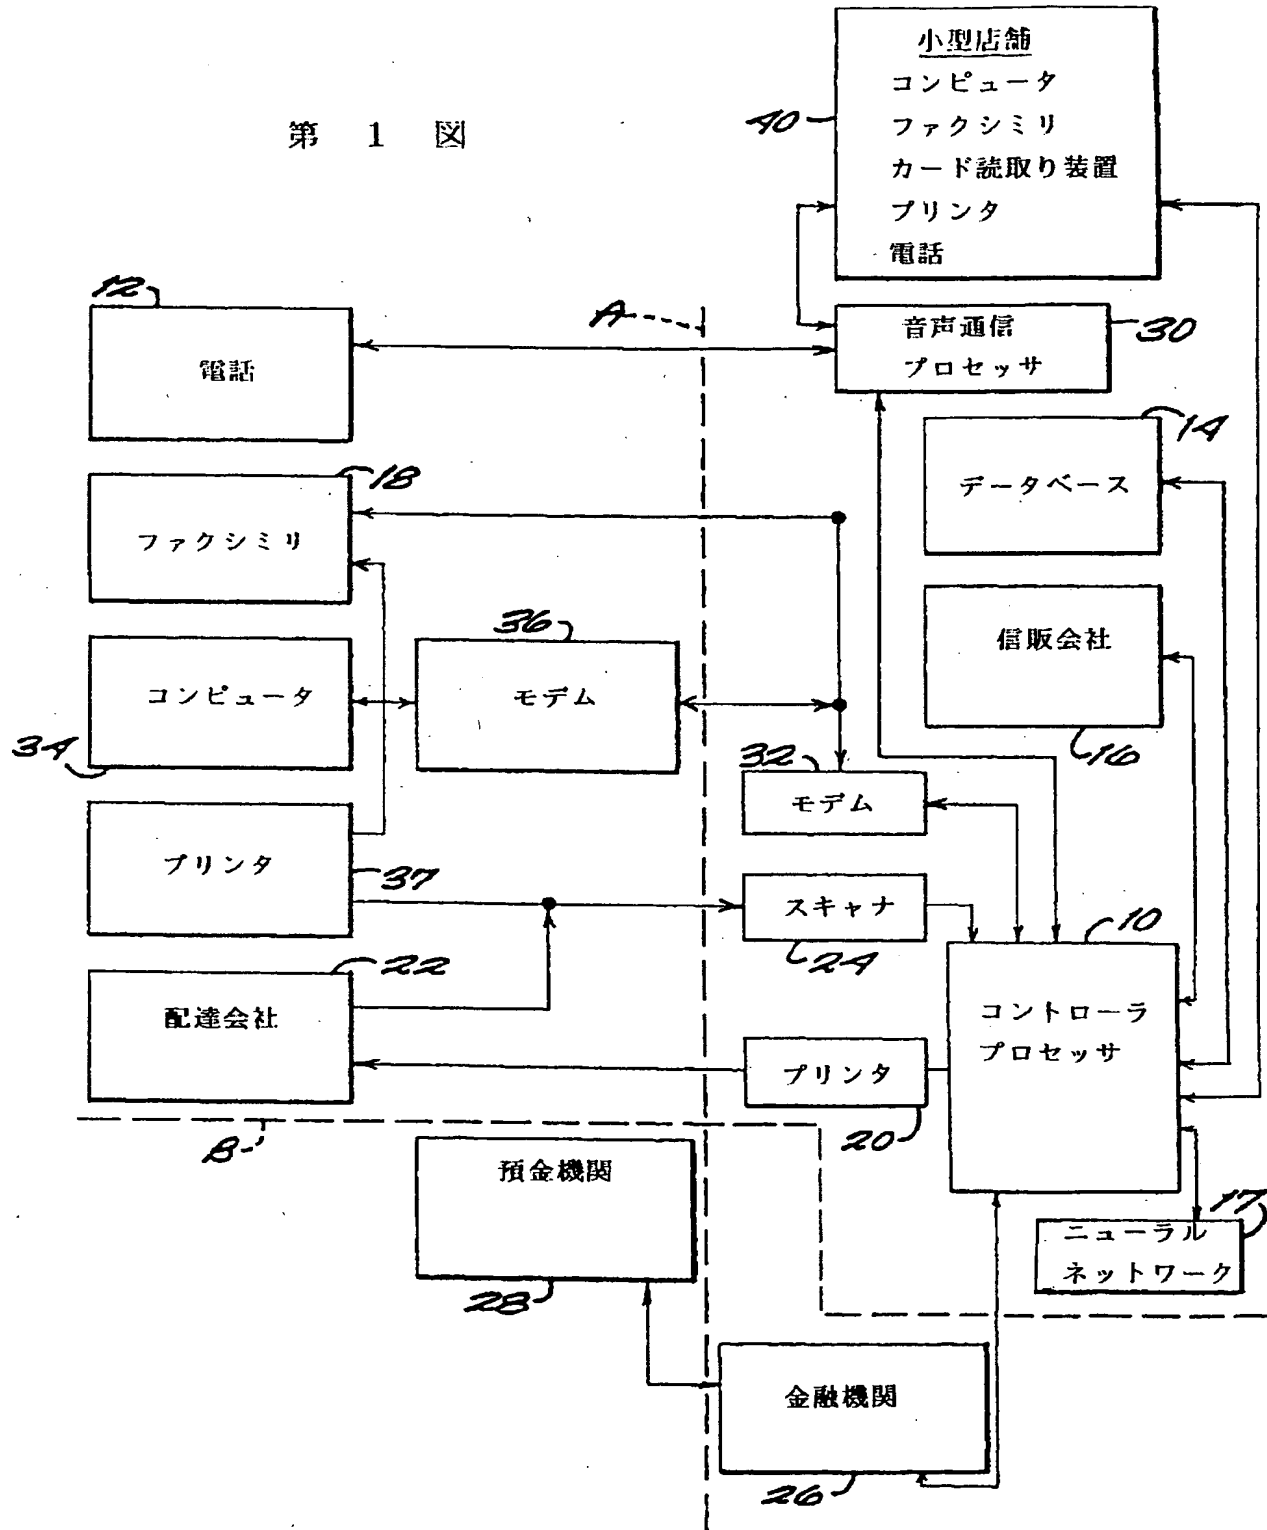 第 1 図
小型店舗
コンピュータ
ファクシミリ
カード読取り装置
プリンタ
電話
40
12
電話
A
音声通信
プロセッサ
30
18
ファクシミリ
14
データベース
36
コンピュータ
34
モデム
信販会社
16
32
モデム
プリンタ
37
スキャナ
24
10
コントローラ
プロセッサ
22
配達会社
プリンタ
20
B
預金機関
28
17
ニューラル
ネットワーク
金融機関
26